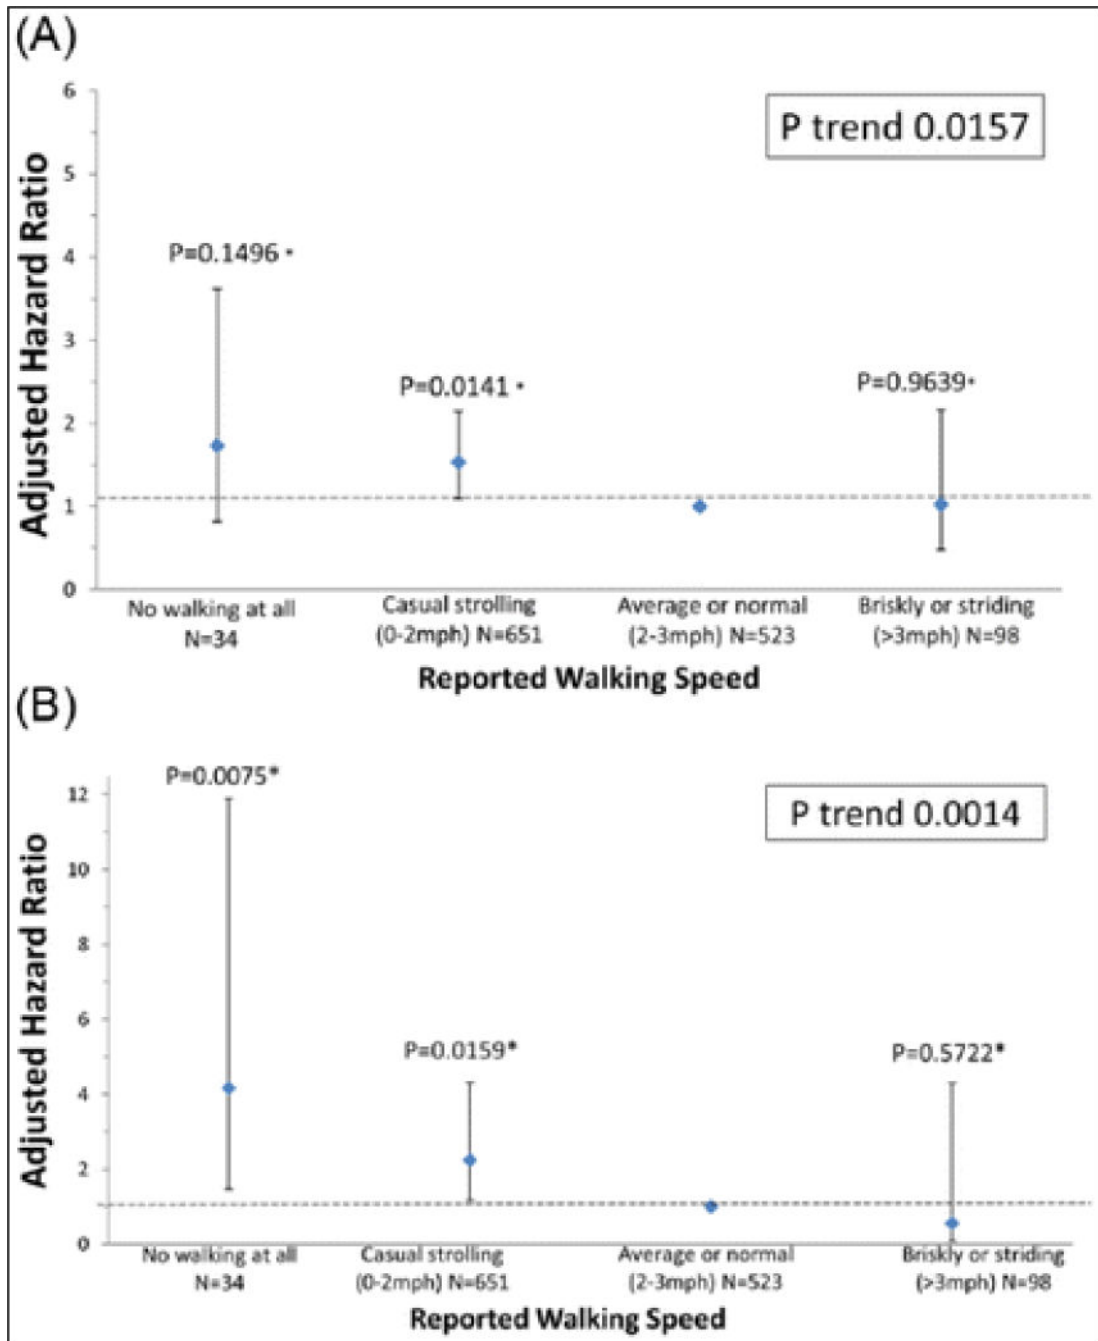 (A)
6
P trend 0.0157
5
4
3
2
1
0
Adjusted Hazard Ratio
P=0.1496 *
P=0.0141 *
P=0.9639*
No walking at all
N=34
Casual strolling
(0-2mph) N=651
Average or normal
(2-3mph) N=523
Briskly or striding
(>3mph) N=98
Reported Walking Speed
(B)
12
10
8
6
4
2
0
Adjusted Hazard Ratio
P=0.0075*
P trend 0.0014
P=0.0159*
P=0.5722*
No walking at all
N=34
Casual strolling
(0-2mph) N=651
Average or normal
(2-3mph) N=523
Briskly or striding
(>3mph) N=98
Reported Walking Speed